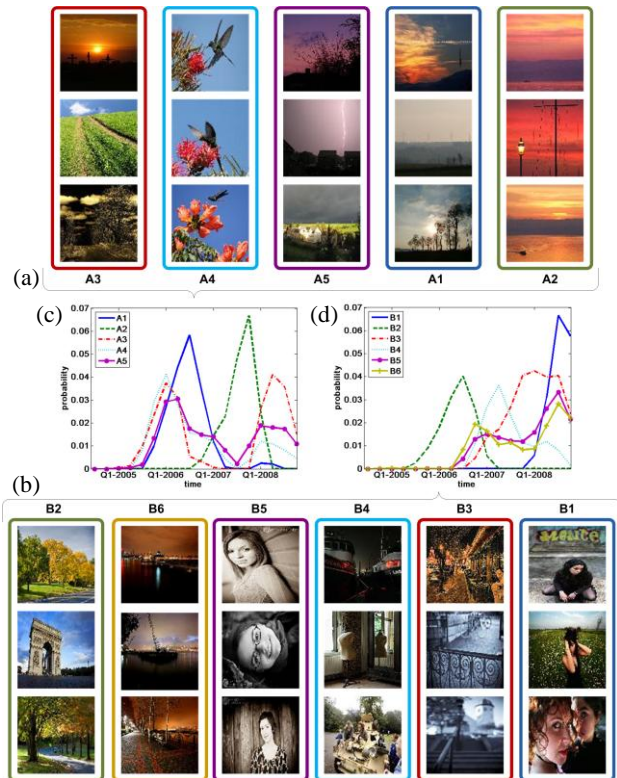 A3 A4 A5 A1 A2
(a)
(c) (d)
0.07
0.06
0.05
0.04
0.03
0.02
0.01
0
probability
A1
A2
A3
A4
A5
Q1-2005 Q1-2006 Q1-2007 Q1-2008
time
0.07
0.06
0.05
0.04
0.03
0.02
0.01
0
probability
B1
B2
B3
B4
B5
B6
Q1-2005 Q1-2006 Q1-2007 Q1-2008
time
(b)
B2 B6 B5 B4 B3 B1